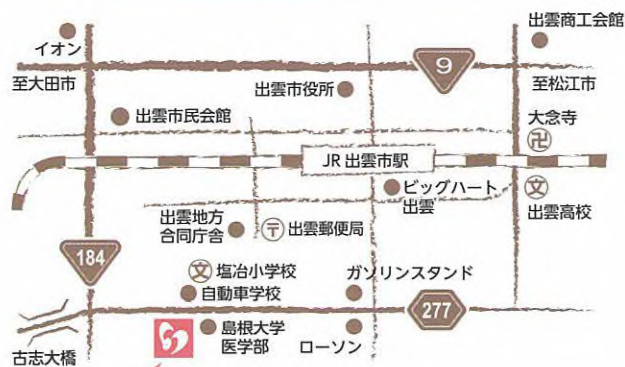 出雲商工会館
イオン
9
至大田市
出雲市役所
至松江市
出雲市民会館
大念寺
卍
JR 出雲市駅
ビッグハート
出雲
文
出雲高校
出雲地方
合同庁舎
〒
出雲郵便局
184
文
塩冶小学校
自動車学校
ガソリンスタンド
277
島根大学
医学部
ローソン
古志大橋